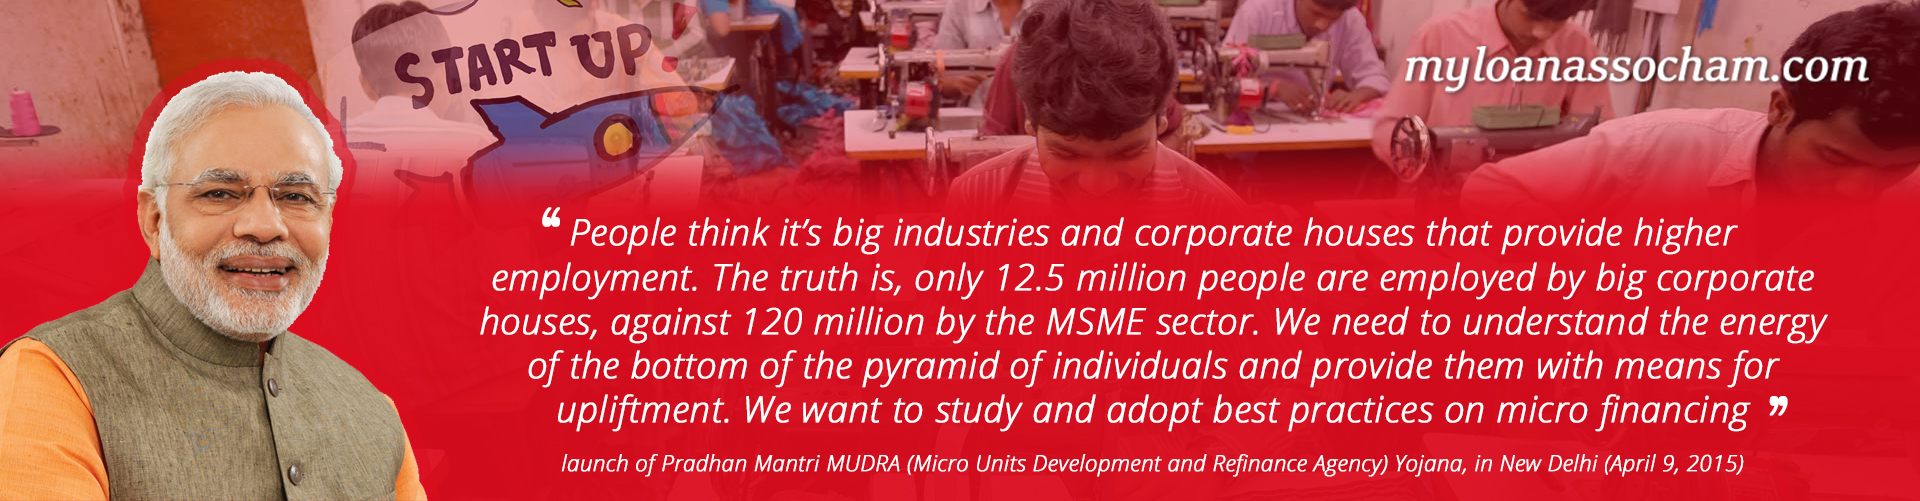 START UP!
myloanassocham.com
❝ People think it’s big industries and corporate houses that provide higher
employment. The truth is, only 12.5 million people are employed by big corporate
houses, against 120 million by the MSME sector. We need to understand the energy
of the bottom of the pyramid of individuals and provide them with means for
upliftment. We want to study and adopt best practices on micro financing ❞
launch of Pradhan Mantri MUDRA (Micro Units Development and Refinance Agency) Yojana, in New Delhi (April 9, 2015)